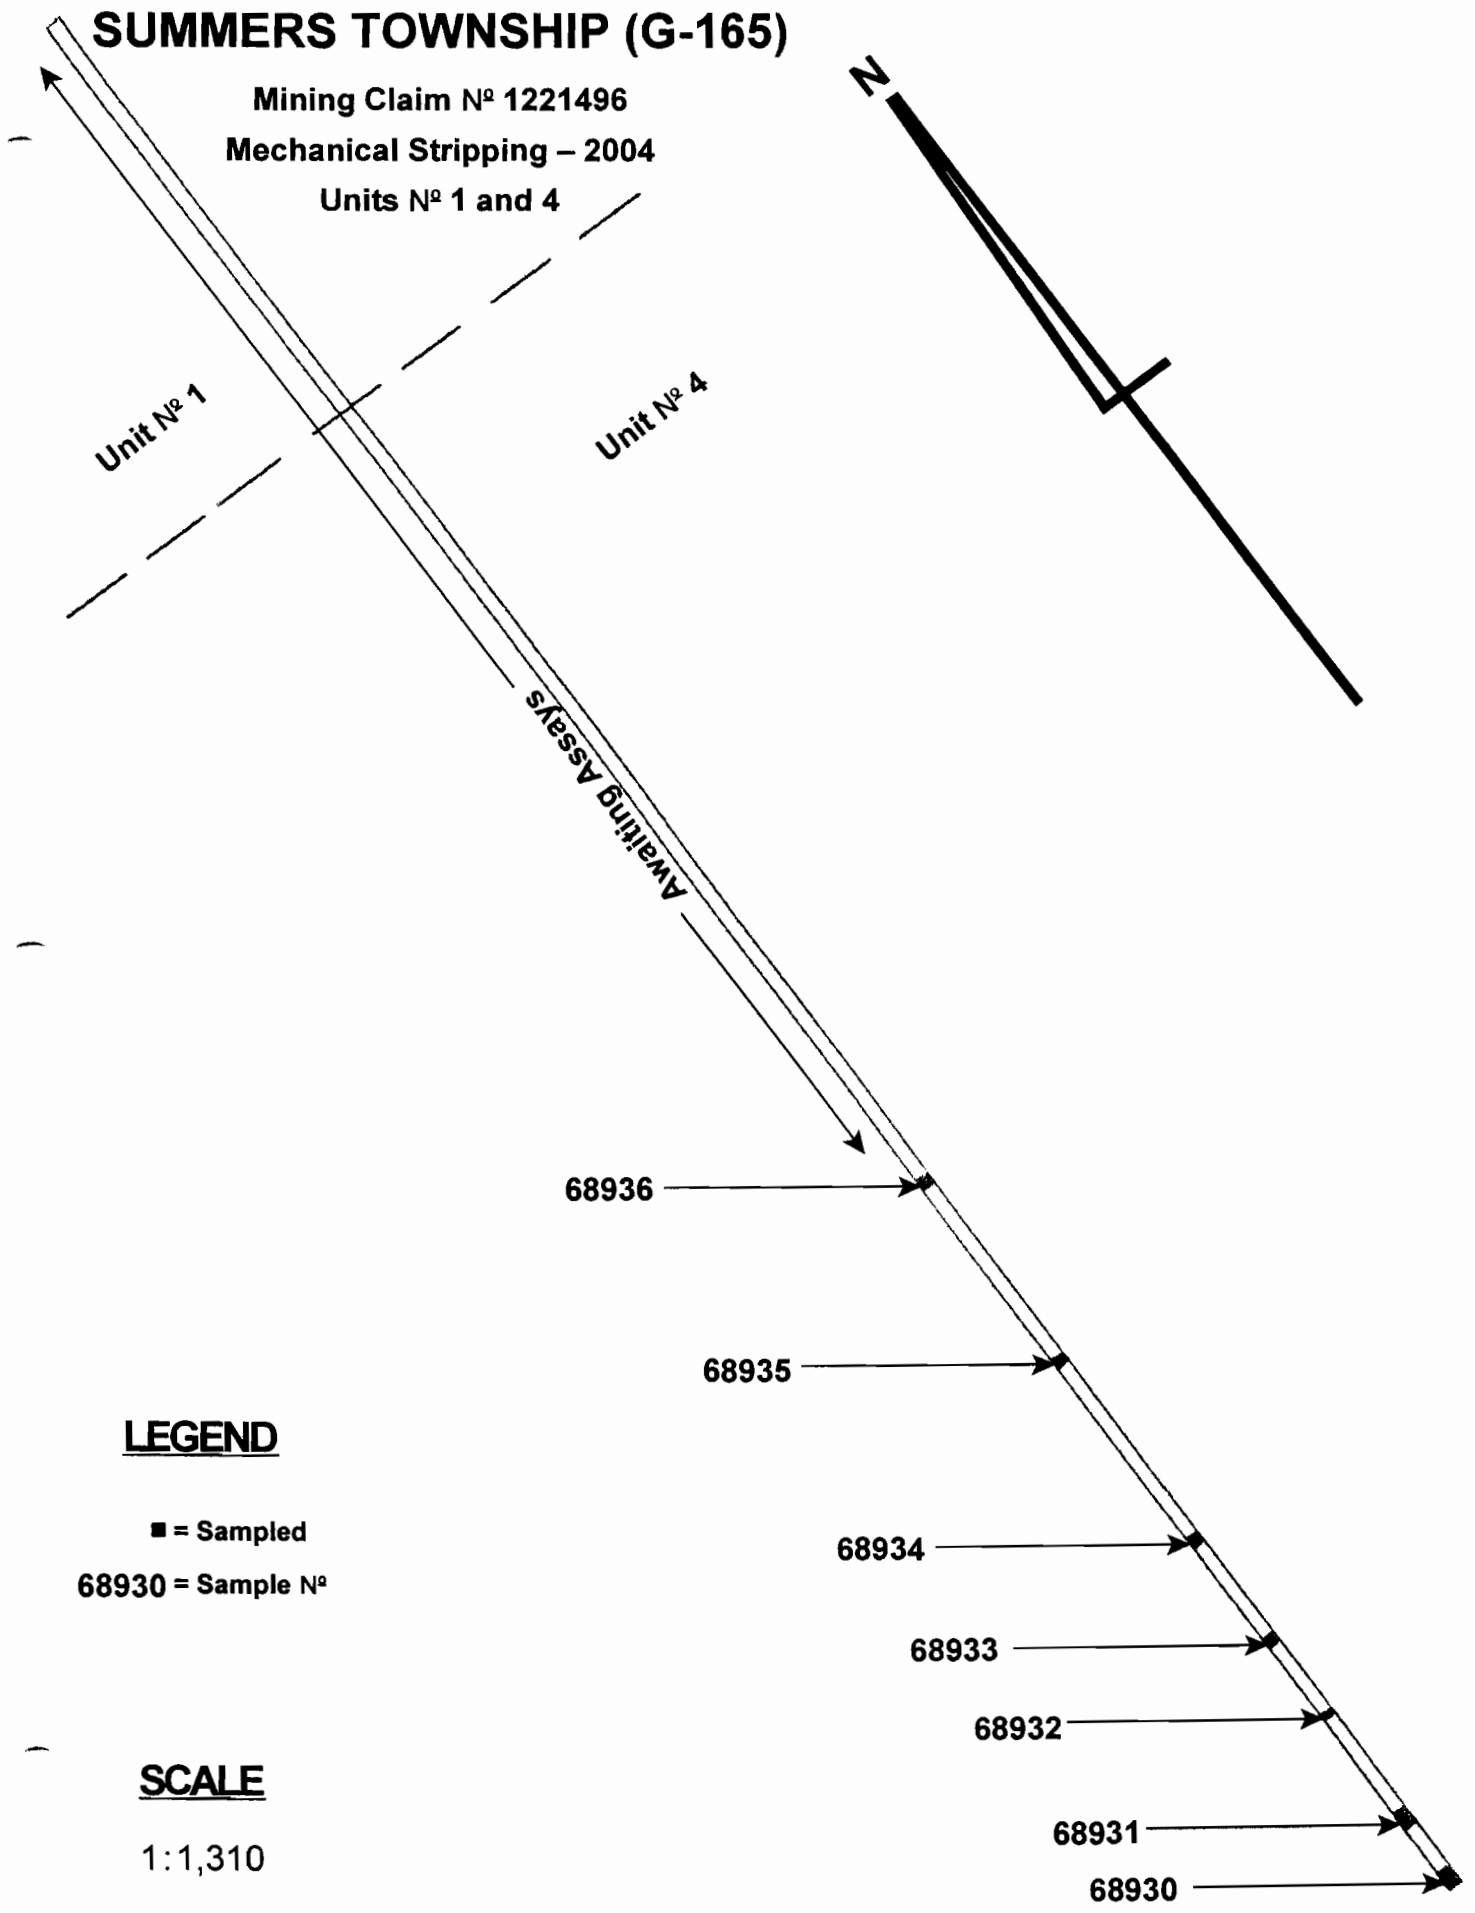 SUMMERS TOWNSHIP (G-165)
Mining Claim Nº 1221496
Mechanical Stripping – 2004
Units Nº 1 and 4
N
Unit Nº 1
Unit Nº 4
Awaiting Assays
68936
68935
68934
68933
68932
68931
68930
LEGEND
■ = Sampled
68930 = Sample Nº
SCALE
1:1,310